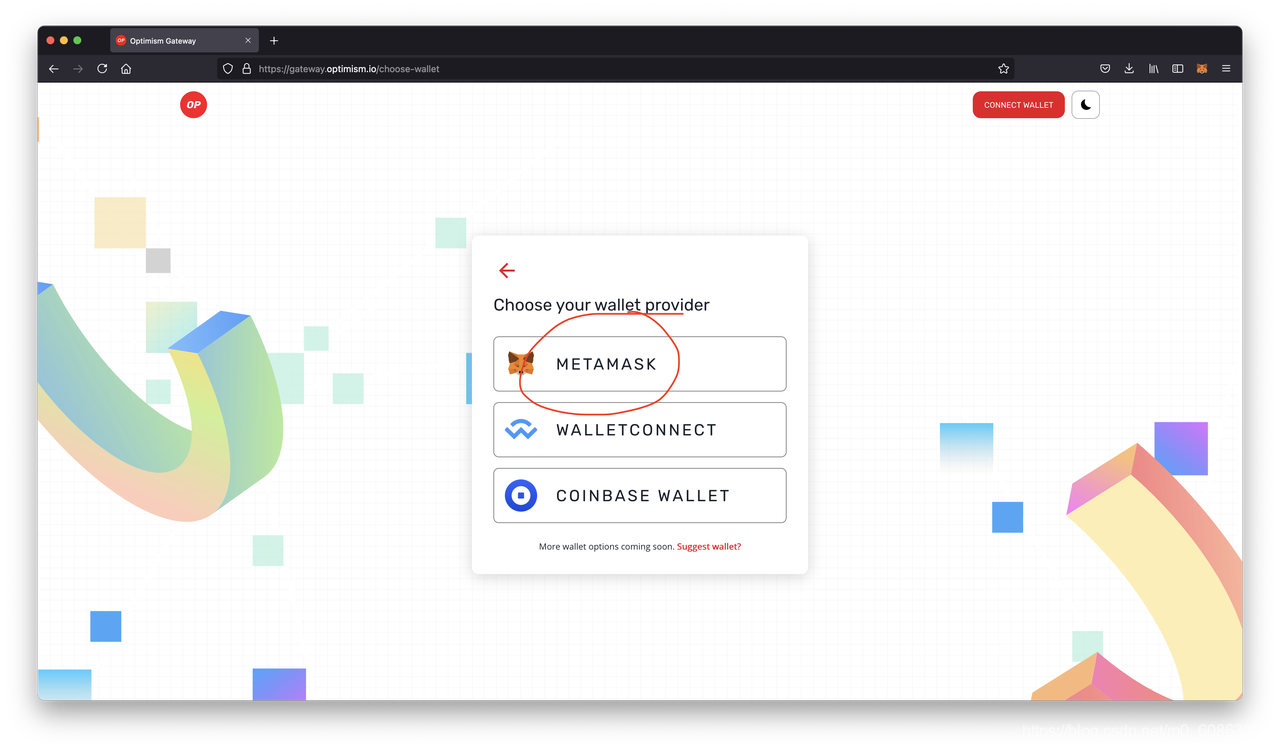 OP Optimism Gateway
https://gateway.optimism.io/choose-wallet
OP
CONNECT WALLET
Choose your wallet provider
METAMASK
WALLETCONNECT
COINBASE WALLET
More wallet options coming soon. Suggest wallet?